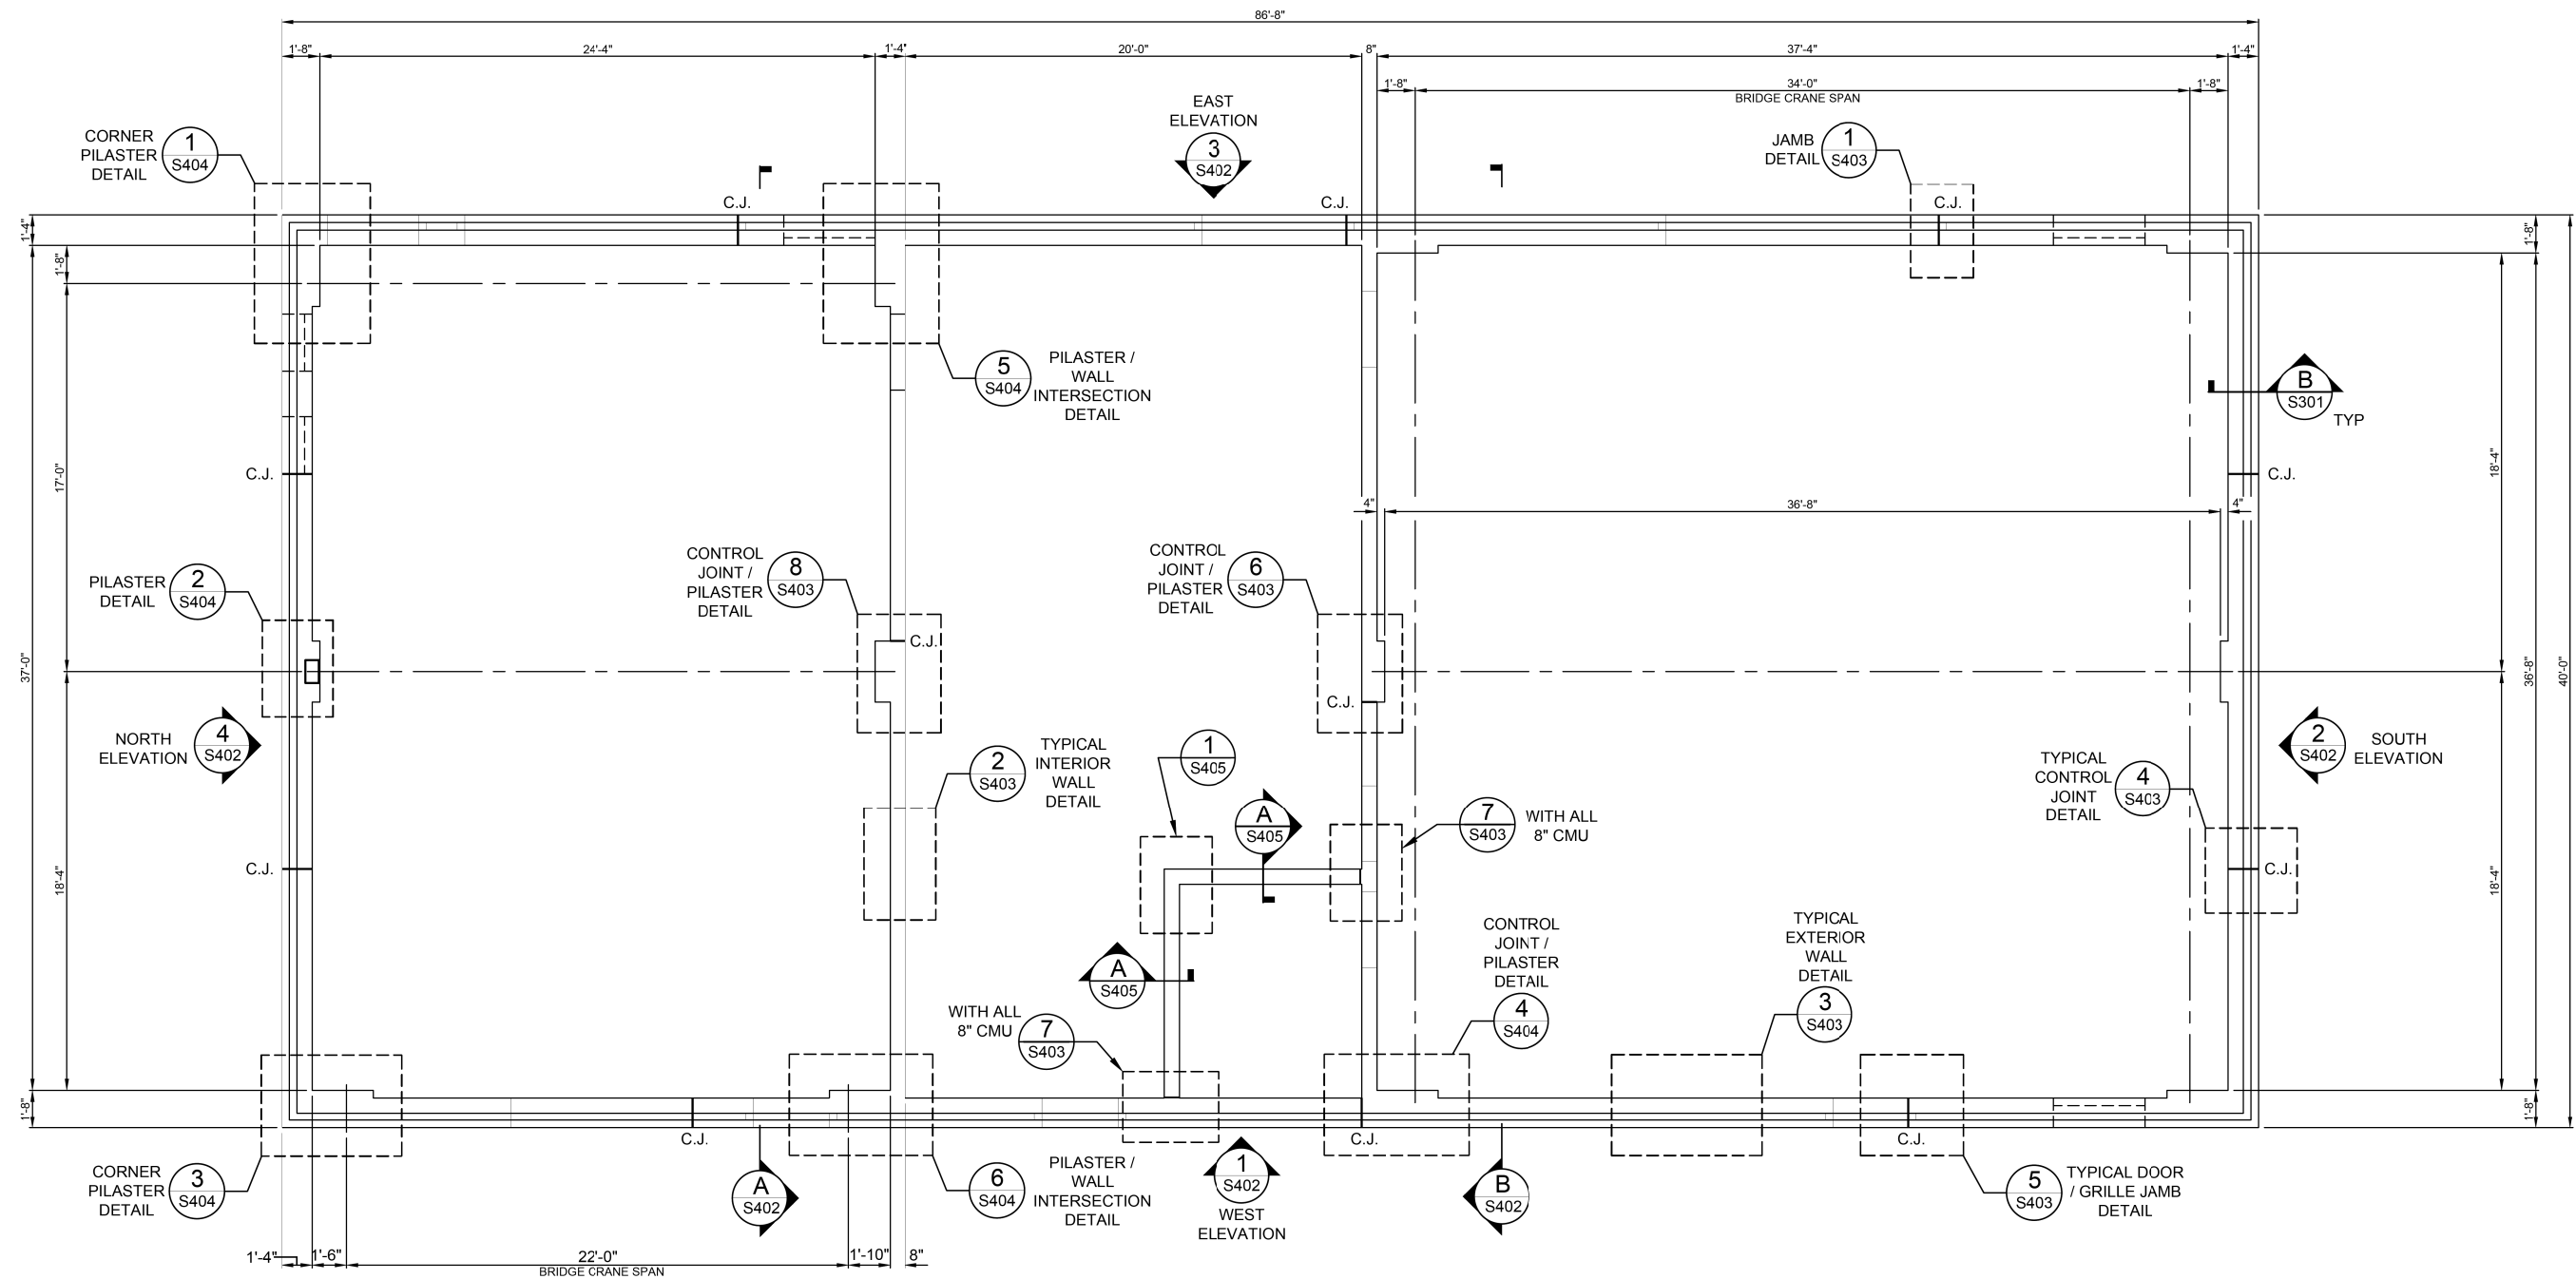 86'-8"
1'-8"
24'-4"
1'-4"
20'-0"
8"
37'-4"
1'-4"
1'-8"
34'-0"
1'-8"
BRIDGE CRANE SPAN
CORNER
PILASTER
DETAIL
1
S404
EAST
ELEVATION
3
S402
JAMB
DETAIL
1
S403
C.J.
C.J.
C.J.
1'-4"
1'-8"
1'-8"
5
S404
PILASTER /
WALL
INTERSECTION
DETAIL
B
S301
TYP
C.J.
17'-0"
18'-4"
C.J.
4"
36'-8"
4"
PILASTER
DETAIL
2
S404
CONTROL
JOINT /
PILASTER
DETAIL
8
S403
C.J.
CONTROL
JOINT /
PILASTER
DETAIL
6
S403
C.J.
37'-0"
36'-8"
40'-0"
NORTH
ELEVATION
4
S402
2
S403
TYPICAL
INTERIOR
WALL
DETAIL
1
S405
A
S405
7
S403
WITH ALL
8" CMU
TYPICAL
CONTROL
JOINT
DETAIL
4
S403
2
S402
SOUTH
ELEVATION
C.J.
C.J.
18'-4"
18'-4"
A
S405
WITH ALL
8" CMU
7
S403
CONTROL
JOINT /
PILASTER
DETAIL
4
S404
TYPICAL
EXTERIOR
WALL
DETAIL
3
S403
1'-8"
1'-8"
C.J.
C.J.
C.J.
CORNER
PILASTER
DETAIL
3
S404
A
S402
6
S404
PILASTER /
WALL
INTERSECTION
DETAIL
1
S402
WEST
ELEVATION
B
S402
5
S403
TYPICAL DOOR
/ GRILLE JAMB
DETAIL
1'-4"
1'-6"
22'-0"
1'-10"
8"
BRIDGE CRANE SPAN